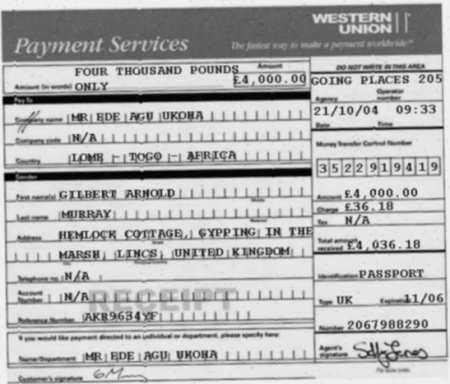 WESTERN UNION
Payment Services
The fastest way to make a payment worldwide
FOUR THOUSAND POUNDS ONLY
Amount (in words)
Amount
£4,000.00
DO NOT WRITE IN THIS AREA
GOING PLACES 205
Agency
Operator number
21/10/04 09:33
Date Time
Pay To
Company name MR EDE AGU UKOHA
Company code N/A
Country LOME - TOGO - AFRICA
Money Transfer Control Number
3522919419
Sender
First name(s) GILBERT ARNOLD
Last name MURRAY
Address HEMLOCK COTTAGE, GYPPING IN THE
MARSH, LINCS, UNITED KINGDOM
Telephone no N/A
Account Number N/A
RECEIPT
Reference Number AKR9634YF
Amount £4,000.00
Charge £36.18
Tax N/A
Total amount received £4,036.18
Identification PASSPORT
Type UK Expires 11/06
Number 2067988290
If you would like payment directed to an individual or department, please specify here:
Name/Department MR EDE AGU UKOHA
Agent's signature Sally Jones
Customer's signature